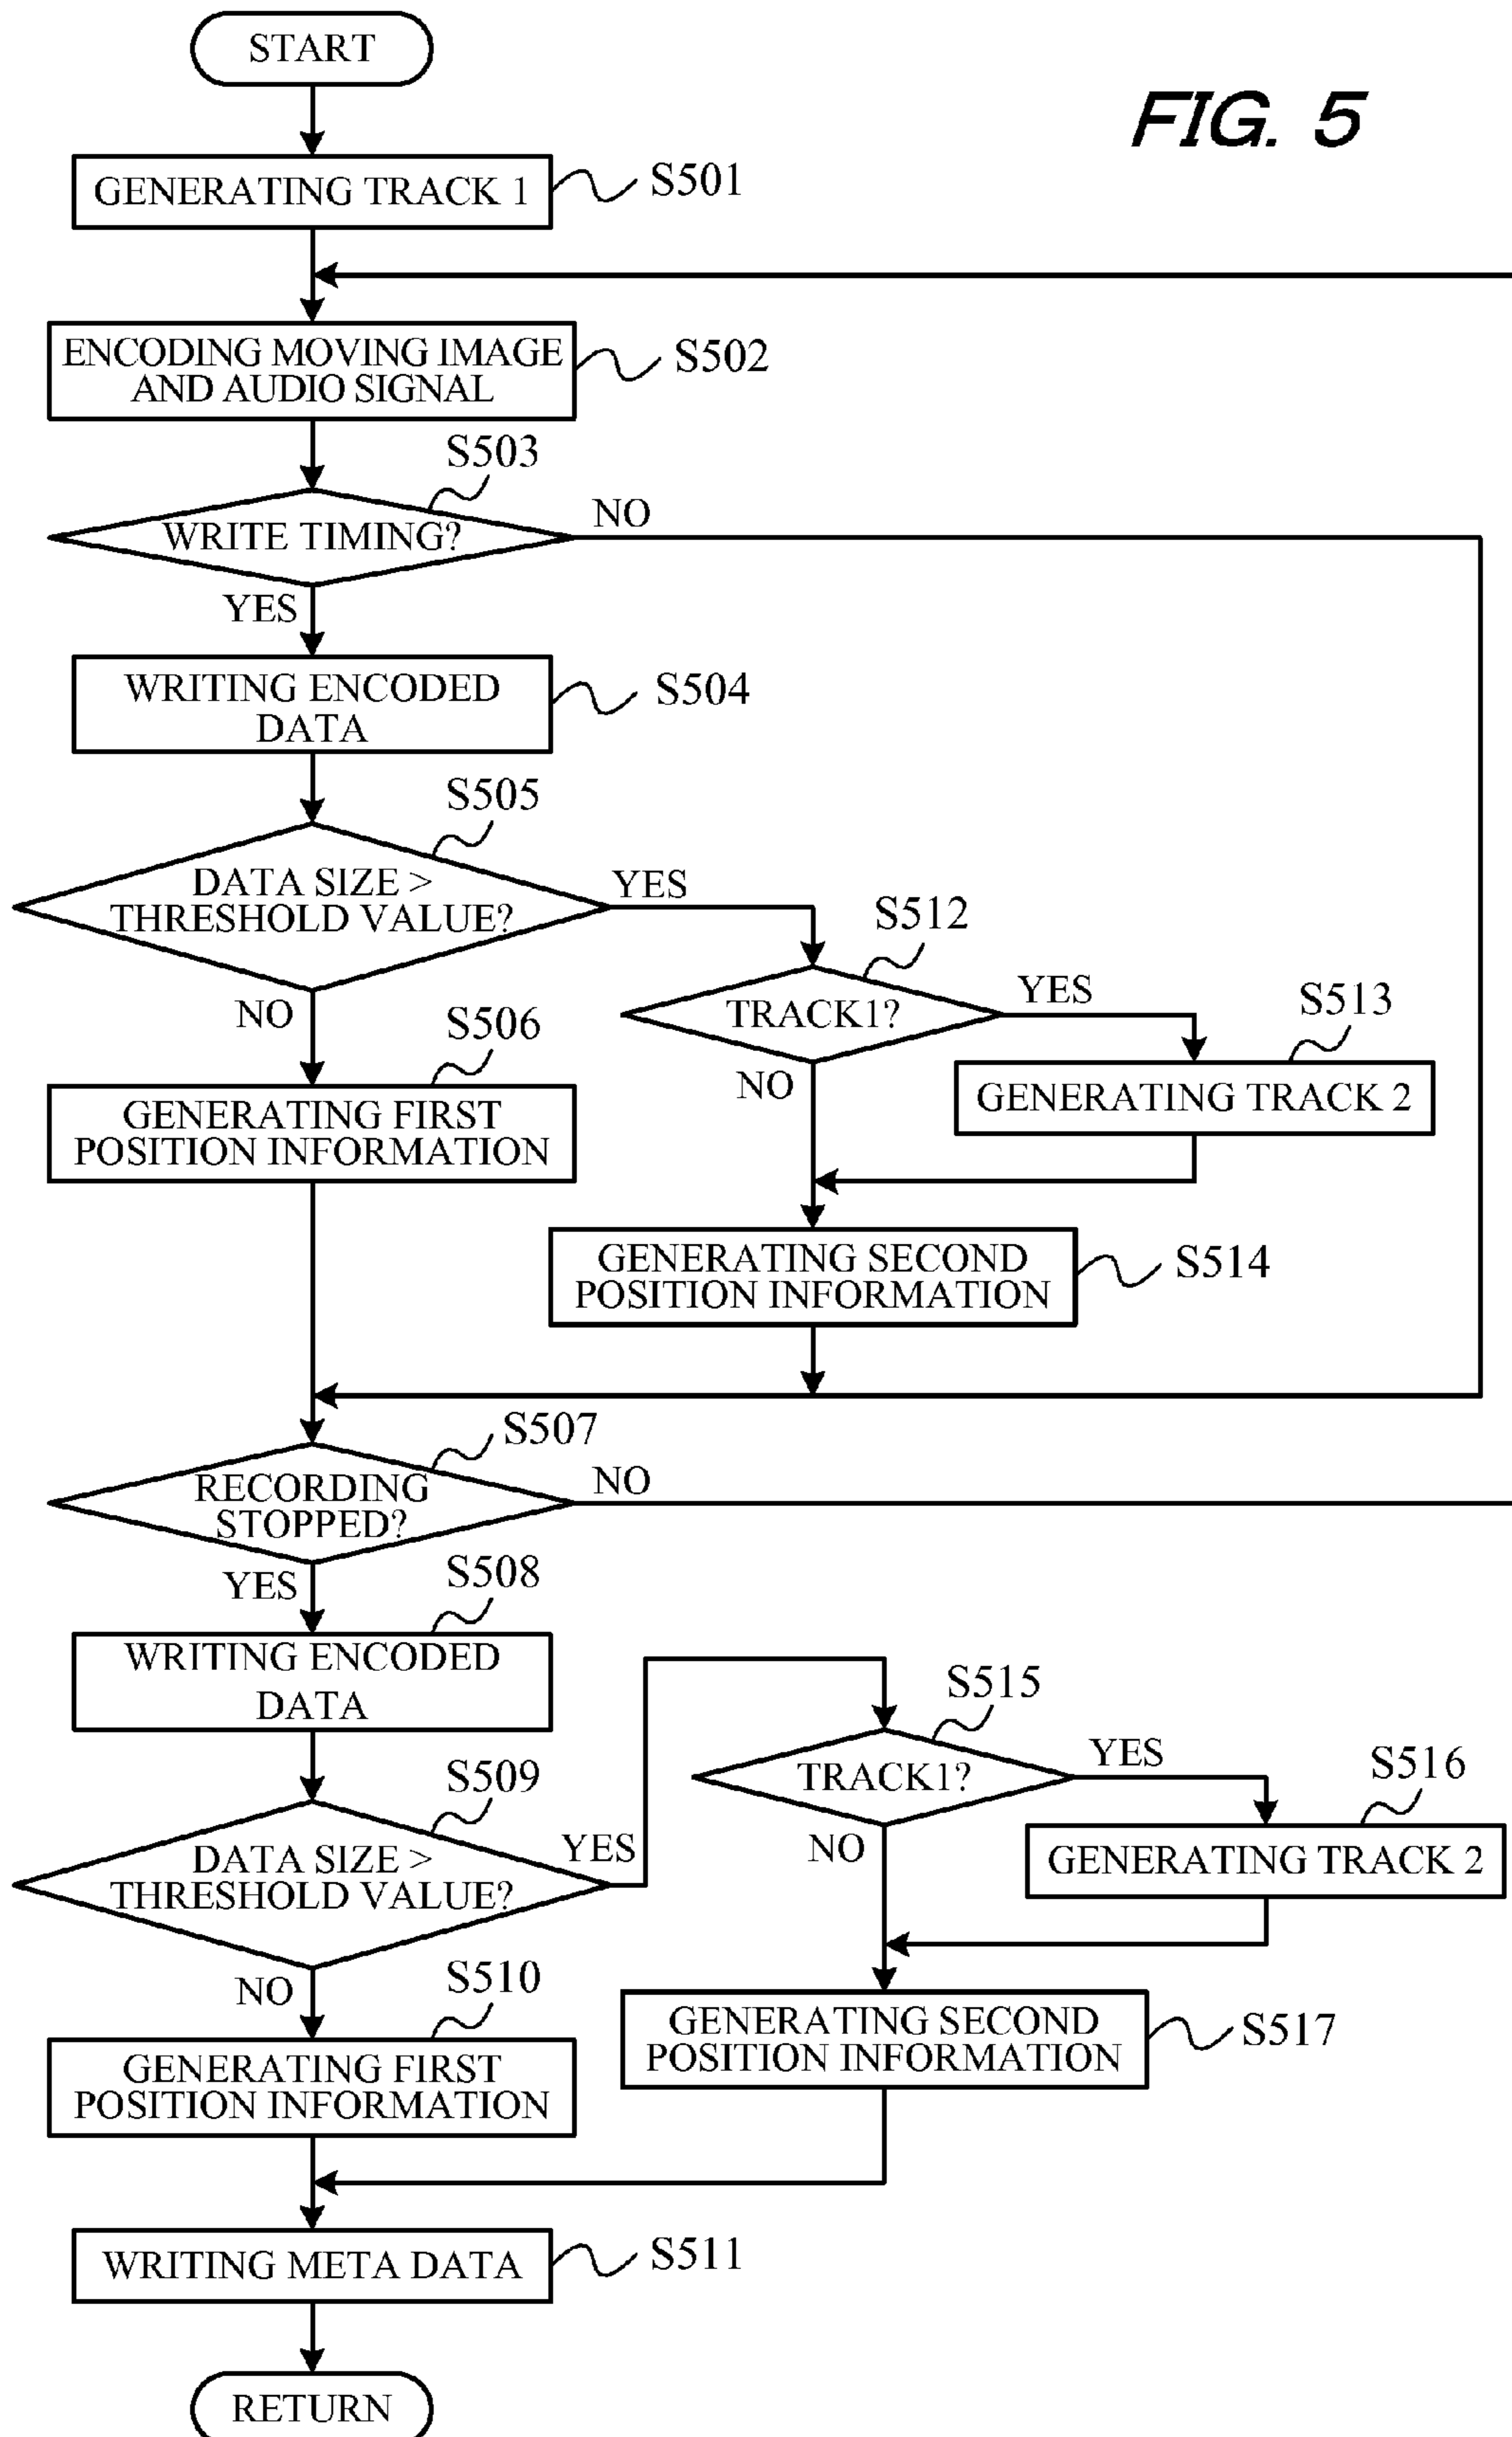 START
FIG. 5
GENERATING TRACK 1
S501
ENCODING MOVING IMAGE
AND AUDIO SIGNAL
S502
S503
WRITE TIMING?
NO
YES
WRITING ENCODED
DATA
S504
S505
DATA SIZE >
THRESHOLD VALUE?
YES
NO
S512
TRACK1?
YES
NO
S513
GENERATING TRACK 2
S506
GENERATING FIRST
POSITION INFORMATION
GENERATING SECOND
POSITION INFORMATION
S514
S507
RECORDING
STOPPED?
NO
YES
S508
WRITING ENCODED
DATA
S509
DATA SIZE >
THRESHOLD VALUE?
YES
NO
S515
TRACK1?
YES
NO
S516
GENERATING TRACK 2
S510
GENERATING FIRST
POSITION INFORMATION
GENERATING SECOND
POSITION INFORMATION
S517
WRITING META DATA
S511
RETURN